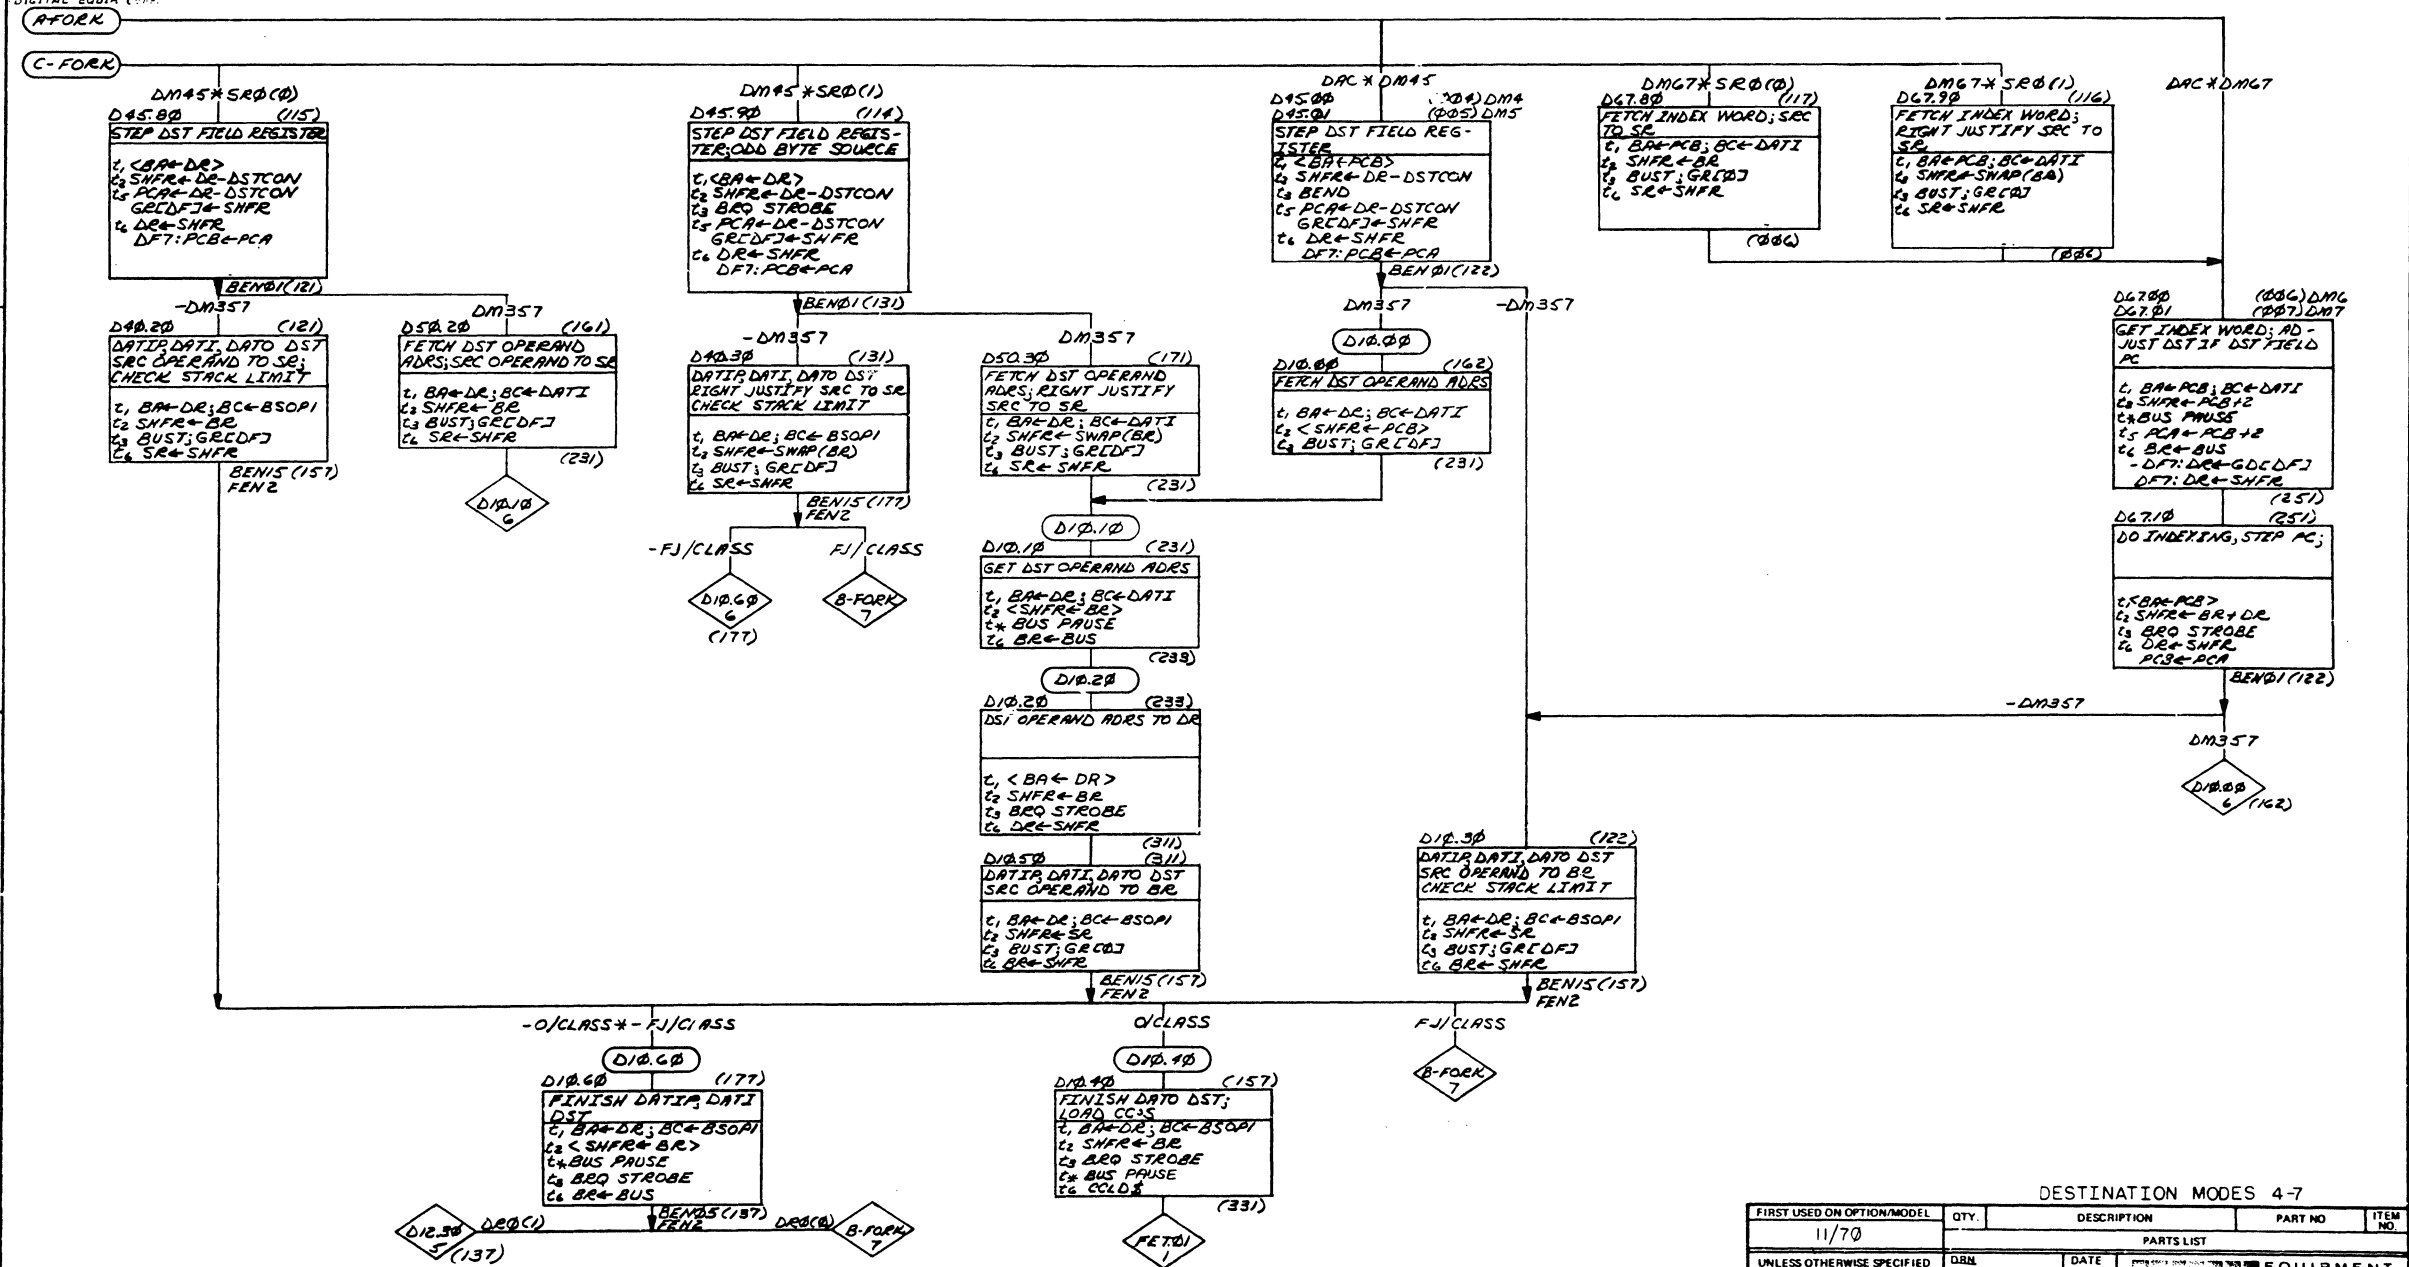 A-FORK
C-FORK
DM45*SRØ(Ø)
D45.8Ø (115)
STEP DST FIELD REGISTER
t1 <BA←DR>
t2 SHFR←DR-DSTCON
t5 PCA←DR-DSTCON
GR[DF]←SHFR
t6 DR←SHFR
DF7:PCB←PCA
BENØ1(121)
-DM357
DM357
D4Ø.2Ø (121)
DATIP,DATI,DATO DST
SRC OPERAND TO SR;
CHECK STACK LIMIT
t1 BA←DR;BC←BSOP1
t2 SHFR←BR
t3 BUST;GR[DF]
t6 SR←SHFR
BEN15(157)
FEN2
D5Ø.2Ø (161)
FETCH DST OPERAND
ADRS;SRC OPERAND TO SR
t1 BA←DR;BC←DATI
t2 SHFR←BR
t3 BUST;GR[DF]
t6 SR←SHFR
(231)
D1Ø.1Ø
6
DM45*SRØ(1)
D45.9Ø (114)
STEP DST FIELD REGIS-
TER;ODD BYTE SOURCE
t1 <BA←DR>
t2 SHFR←DR-DSTCON
t3 BRQ STROBE
t5 PCA←DR-DSTCON
GR[DF]←SHFR
t6 DR←SHFR
DF7:PCB←PCA
BENØ1(131)
-DM357
DM357
D4Ø.3Ø (131)
DATIP,DATI,DATO DST
RIGHT JUSTIFY SRC TO SR
CHECK STACK LIMIT
t1 BA←DR;BC←BSOP1
t2 SHFR←SWAP(BR)
t3 BUST;GR[DF]
t6 SR←SHFR
BEN15(177)
FEN2
-FJ/CLASS
FJ/CLASS
D1Ø.6Ø
6
(177)
B-FORK
7
D5Ø.3Ø (171)
FETCH DST OPERAND
ADRS;RIGHT JUSTIFY
SRC TO SR
t1 BA←DR;BC←DATI
t2 SHFR←SWAP(BR)
t3 BUST;GR[DF]
t6 SR←SHFR
(231)
D1Ø.1Ø
D1Ø.1Ø (231)
GET DST OPERAND ADRS
t1 BA←DR;BC←DATI
t2 <SHFR←BR>
t* BUS PAUSE
t6 BR←BUS
(233)
D1Ø.2Ø
D1Ø.2Ø (233)
DST OPERAND ADRS TO DR
t1 <BA←DR>
t2 SHFR←BR
t3 BRQ STROBE
t6 DR←SHFR
(311)
D1Ø.5Ø (311)
DATIP,DATI,DATO DST
SRC OPERAND TO BR
t1 BA←DR;BC←BSOP1
t2 SHFR←SR
t3 BUST;GR[Ø]
t6 BR←SHFR
BEN15(157)
FEN2
DAC*DM45
D45.ØØ (ØØ4)DM4
D45.Ø1 (ØØ5)DM5
STEP DST FIELD REG-
ISTER
t1 <BA←PCB>
t2 SHFR←DR-DSTCON
t3 BEND
t5 PCA←DR-DSTCON
GR[DF]←SHFR
t6 DR←SHFR
DF7:PCB←PCA
BENØ1(122)
DM357
-DM357
D1Ø.ØØ
D1Ø.ØØ (162)
FETCH DST OPERAND ADRS
t1 BA←DR;BC←DATI
t2 <SHFR←PCB>
t3 BUST;GR[DF]
(231)
DM67*SRØ(Ø)
D67.8Ø (117)
FETCH INDEX WORD;SRC
TO SR
t1 BA←PCB;BC←DATI
t2 SHFR←BR
t3 BUST;GR[Ø]
t6 SR←SHFR
(ØØ6)
DM67*SRØ(1)
D67.9Ø (116)
FETCH INDEX WORD;
RIGHT JUSTIFY SRC TO
SR
t1 BA←PCB;BC←DATI
t2 SHFR←SWAP(BR)
t3 BUST;GR[Ø]
t6 SR←SHFR
(ØØ6)
DAC*DM67
D67.ØØ (ØØ6)DM6
D67.Ø1 (ØØ7)DM7
GET INDEX WORD;AD-
JUST DST IF DST FIELD
PC
t1 BA←PCB;BC←DATI
t2 SHFR←PCB+2
t* BUS PAUSE
t5 PCA←PCB+2
t6 BR←BUS
-DF7:DR←GD[DF]
DF7:DR←SHFR
(251)
D67.1Ø (251)
DO INDEXING,STEP PC;
t1 <BA←PCB>
t2 SHFR←BR+DR
t3 BRQ STROBE
t6 DR←SHFR
PCB←PCA
BENØ1(122)
-DM357
DM357
D1Ø.ØØ
6 (162)
D1Ø.3Ø (122)
DATIP,DATI,DATO DST
SRC OPERAND TO BR
CHECK STACK LIMIT
t1 BA←DR;BC←BSOP1
t2 SHFR←SR
t3 BUST;GR[DF]
t6 BR←SHFR
BEN15(157)
FEN2
-O/CLASS*-FJ/CLASS
O/CLASS
FJ/CLASS
D1Ø.6Ø
D1Ø.6Ø (177)
FINISH DATIP,DATI
DST
t1 BA←DR;BC←BSOP1
t2 <SHFR←BR>
t* BUS PAUSE
t3 BRQ STROBE
t6 BR←BUS
BENØ5(137)
FEN2
DRØ(1)
DRØ(Ø)
D12.3Ø
5 (137)
B-FORK
7
D1Ø.4Ø
D1Ø.4Ø (157)
FINISH DATO DST;
LOAD CC'S
t1 BA←DR;BC←BSOP1
t2 SHFR←BR
t3 BRQ STROBE
t* BUS PAUSE
t6 CCLD$
(331)
FET.Ø1
1
B-FORK
7
DESTINATION MODES 4-7
FIRST USED ON OPTION/MODEL
11/7Ø
QTY. DESCRIPTION PART NO ITEM NO.
PARTS LIST
UNLESS OTHERWISE SPECIFIED
DRN. DATE
EQUIPMENT